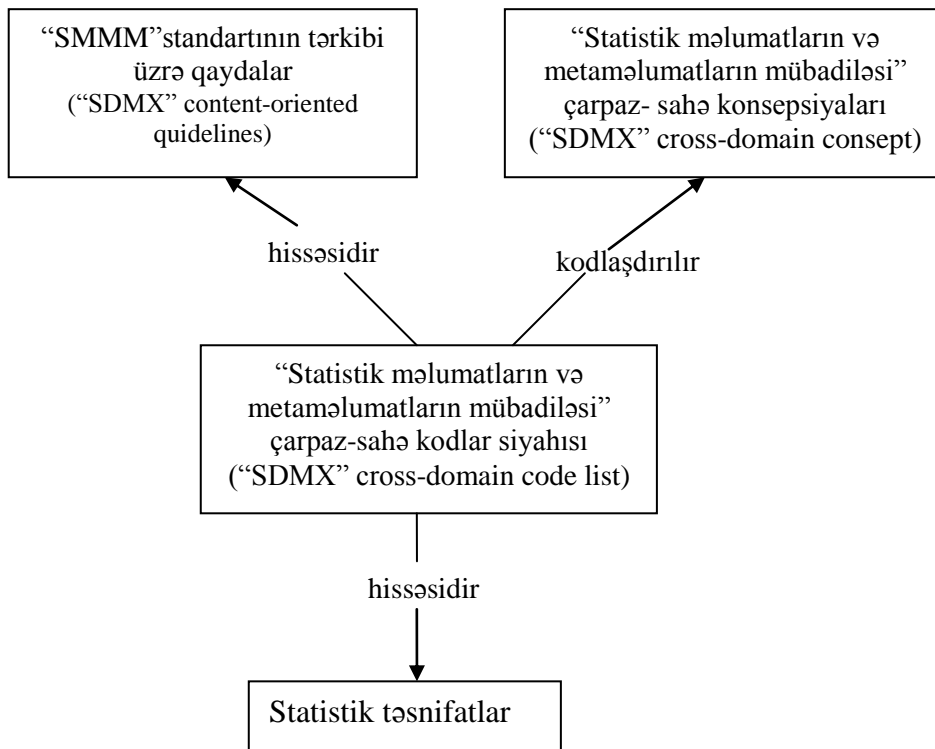 “SMMM”standartının tərkibi
üzrə qaydalar
(“SDMX” content-oriented
quidelines)
“Statistik məlumatların və
metaməlumatların mübadiləsi”
çarpaz- sahə konsepsiyaları
(“SDMX” cross-domain consept)
hissəsidir
kodlaşdırılır
“Statistik məlumatların və
metaməlumatların mübadiləsi”
çarpaz-sahə kodlar siyahısı
(“SDMX” cross-domain code list)
hissəsidir
Statistik təsnifatlar